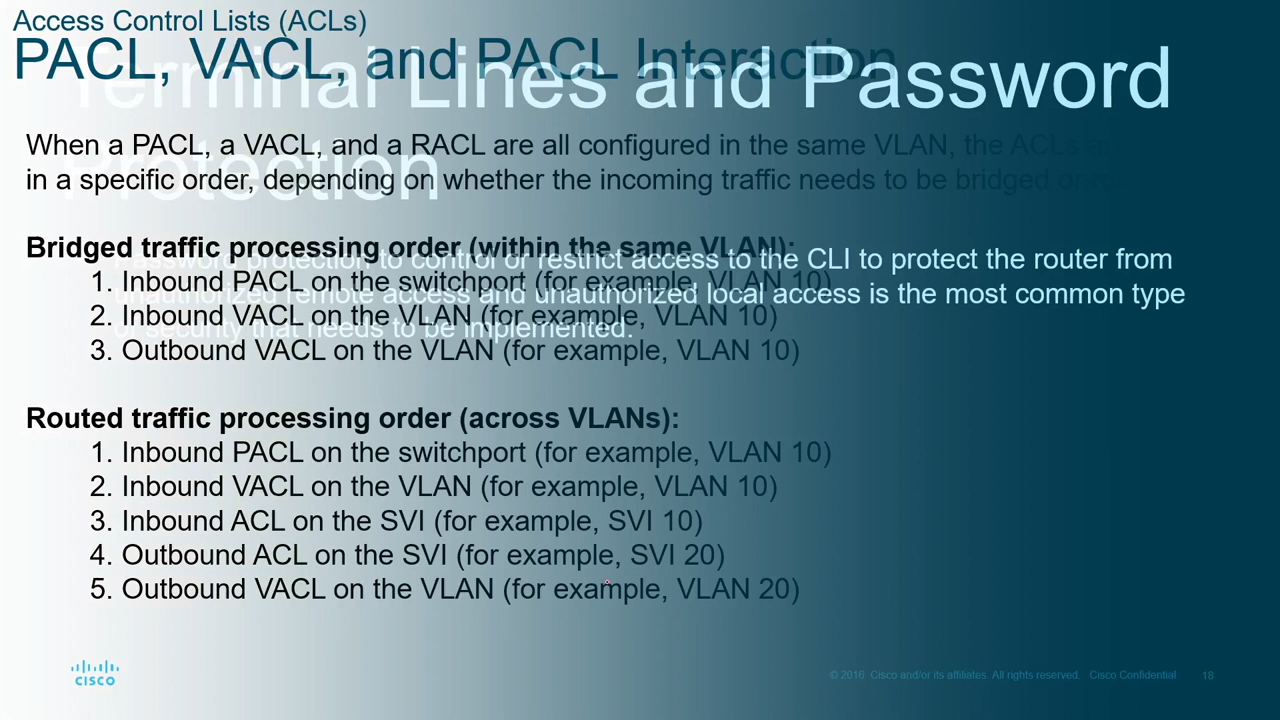 Access Control Lists (ACLs)
PACL, VACL, and PACL Interaction
Terminal Lines and Password
Protection
When a PACL, a VACL, and a RACL are all configured in the same VLAN, the ACLs
in a specific order, depending on whether the incoming traffic needs to be bridged or
Bridged traffic processing order (within the same VLAN):
Password protection to control or restrict access to the CLI to protect the router from
1. Inbound PACL on the switchport (for example, VLAN 10)
unauthorized remote access and unauthorized local access is the most common type
2. Inbound VACL on the VLAN (for example, VLAN 10)
of security that needs to be implemented.
3. Outbound VACL on the VLAN (for example, VLAN 10)
Routed traffic processing order (across VLANs):
1. Inbound PACL on the switchport (for example, VLAN 10)
2. Inbound VACL on the VLAN (for example, VLAN 10)
3. Inbound ACL on the SVI (for example, SVI 10)
4. Outbound ACL on the SVI (for example, SVI 20)
5. Outbound VACL on the VLAN (for example, VLAN 20)
CISCO
© 2016 Cisco and/or its affiliates. All rights reserved. Cisco Confidential 18